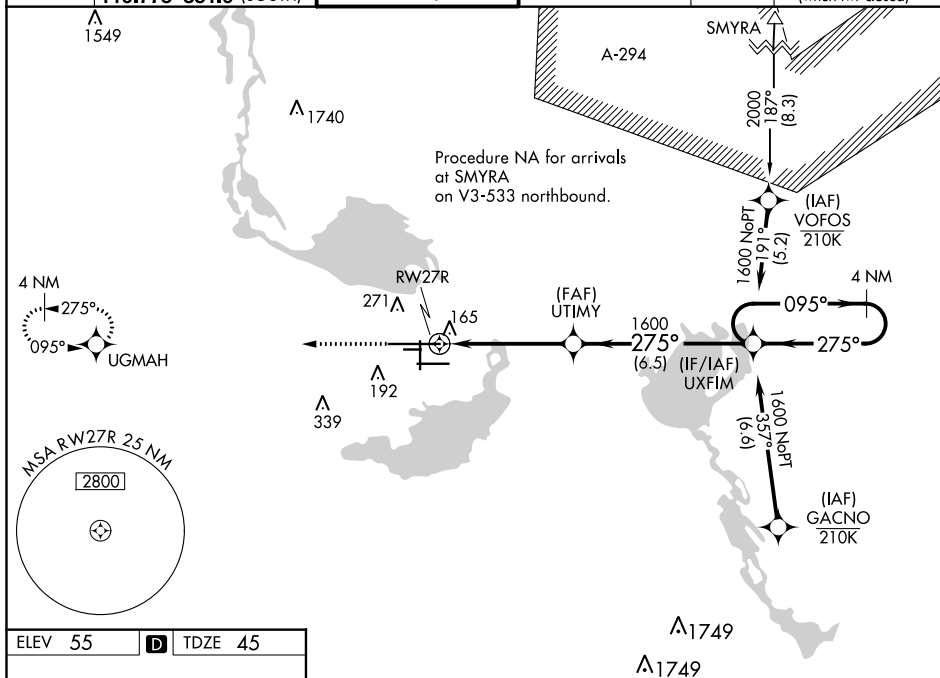 1549
A-294
SMYRA
1740
2000
187°
(8.3)
Procedure NA for arrivals
at SMYRA
on V3-533 northbound.
(IAF)
VOFOS
210K
1600 NoPT
191°
(5.2)
RW27R
4 NM
4 NM
275°
095°
UGMAH
271
165
(FAF)
UTIMY
1600
275°
(6.5)
(IF/IAF)
UXFIM
095°
275°
192
339
1600 NoPT
357°
(6.6)
MSA RW27R 25 NM
2800
(IAF)
GACNO
210K
1749
1749
ELEV 55 D TDZE 45